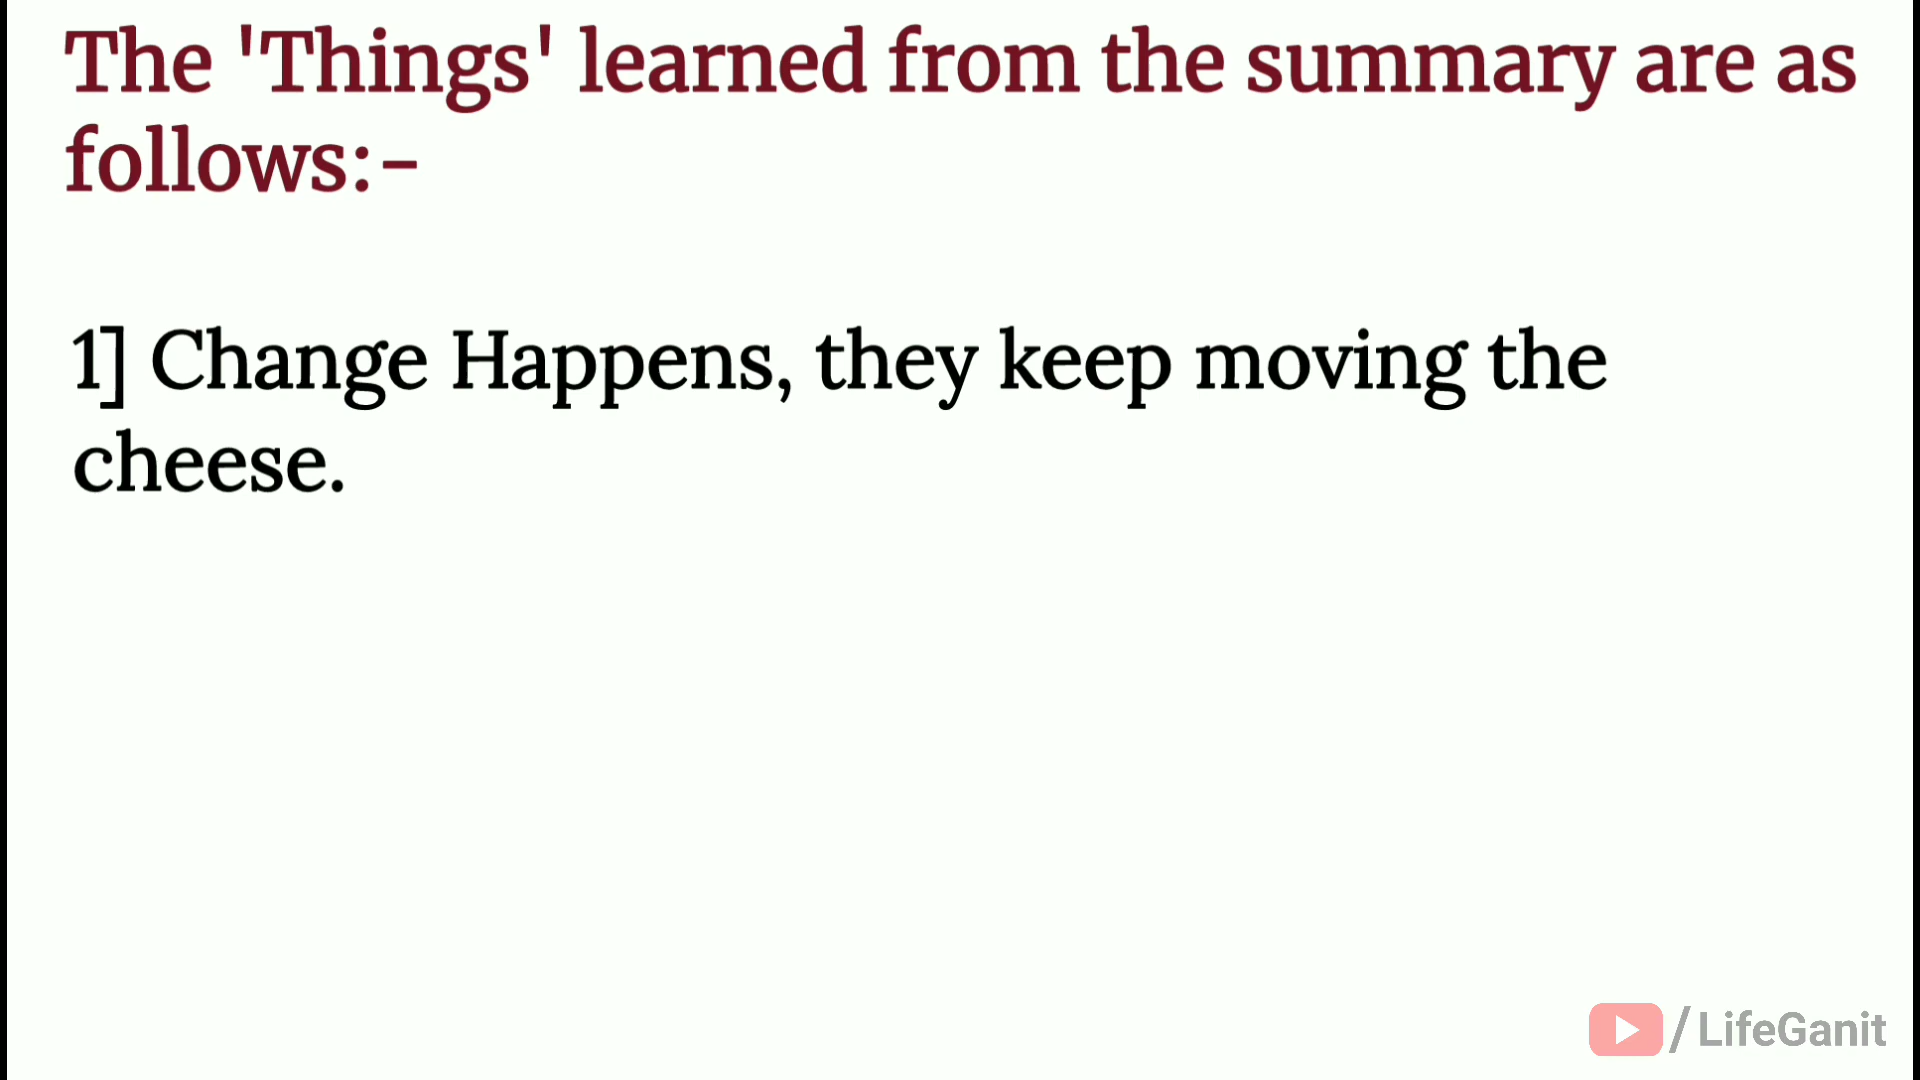 The 'Things' learned from the summary are as
follows:-
1] Change Happens, they keep moving the
cheese.
/LifeGanit